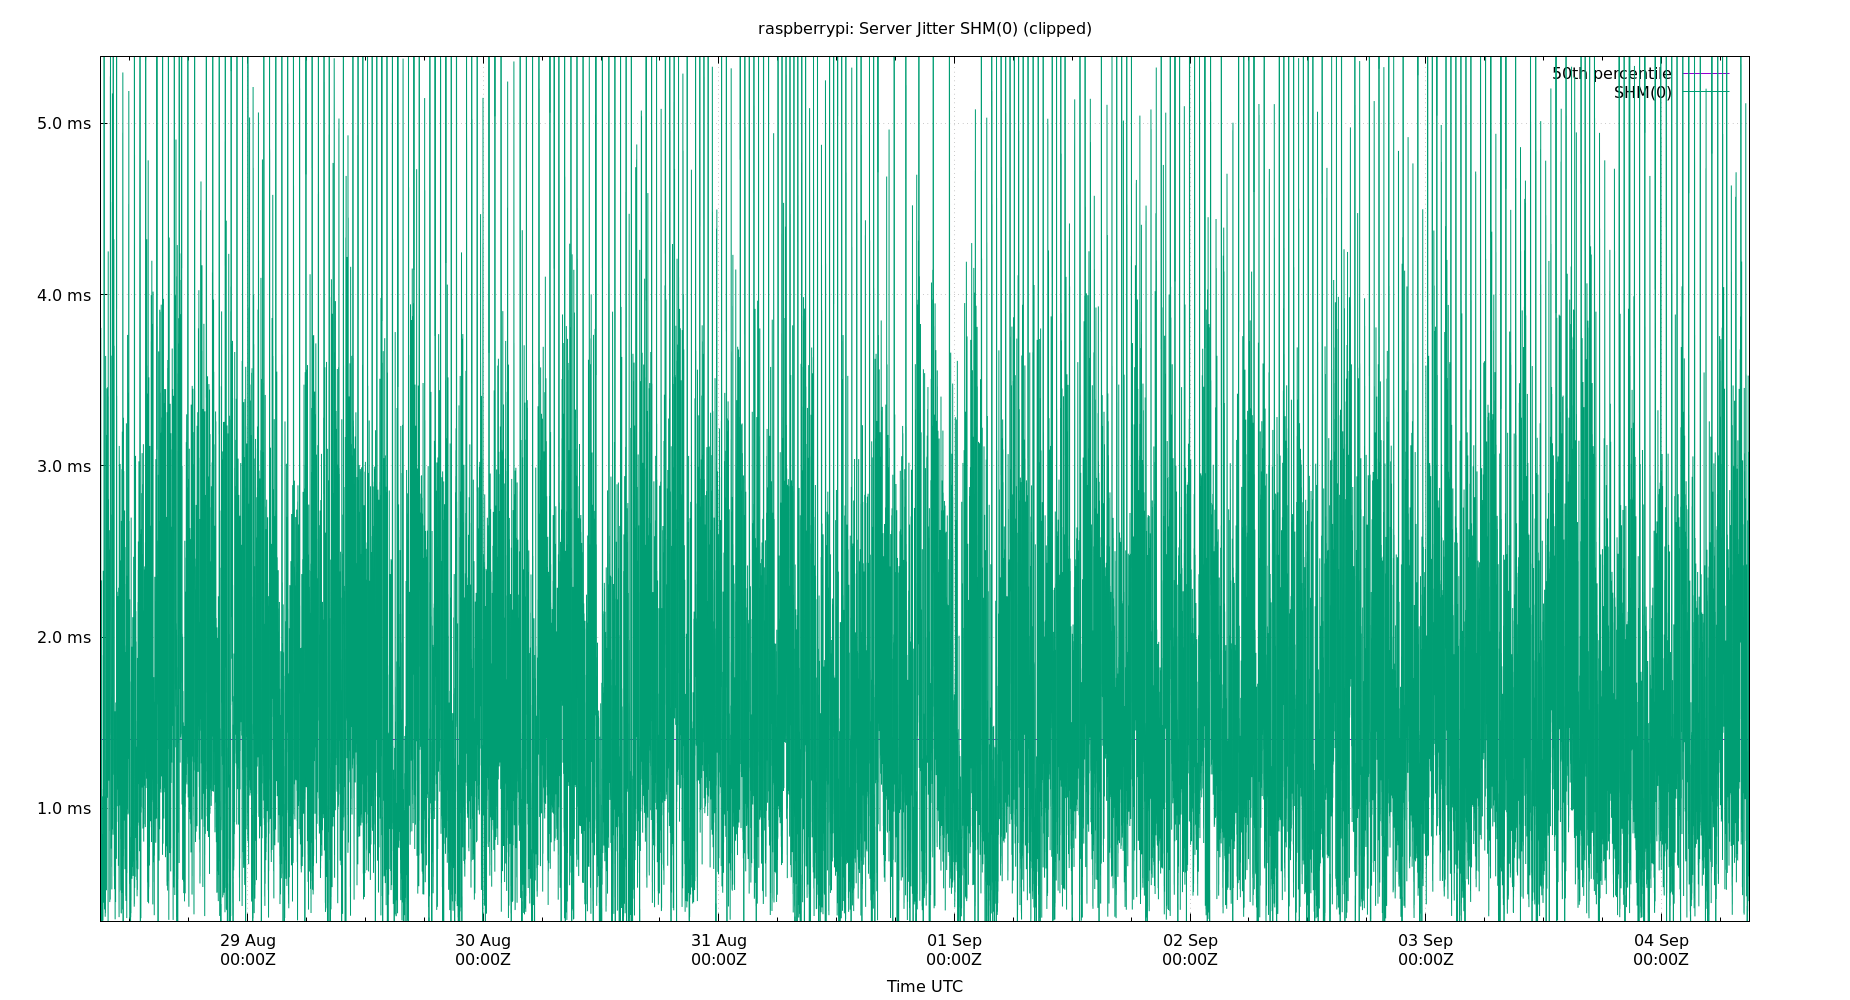 raspberrypi: Server Jitter SHM(0) (clipped)
50th percentile
SHM(0)
5.0 ms
4.0 ms
3.0 ms
2.0 ms
1.0 ms
29 Aug 30 Aug 31 Aug 01 Sep 02 Sep 03 Sep 04 Sep
00:00Z 00:00Z 00:00Z 00:00Z 00:00Z 00:00Z 00:00Z
Time UTC